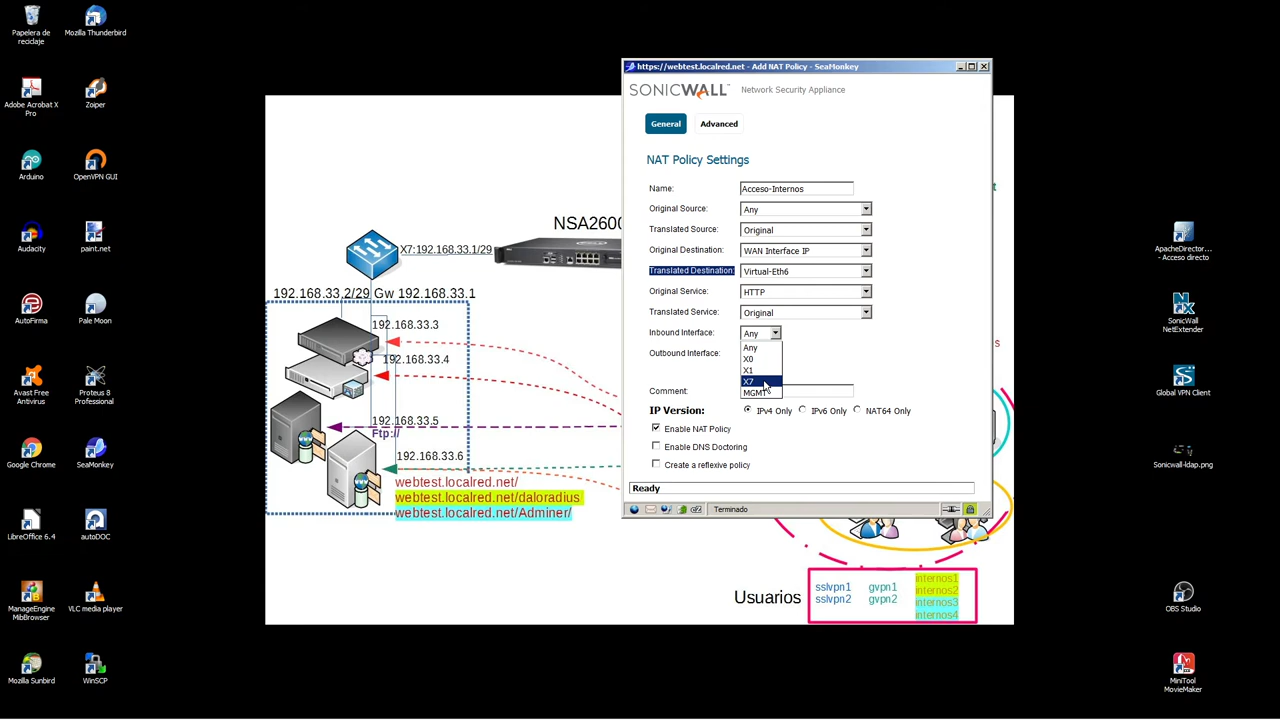 Papelera de
reciclaje
Mozilla Thunderbird
Adobe Acrobat X
Pro
Zoiper
Arduino
OpenVPN GUI
Audacity
paint.net
AutoFirma
Pale Moon
Avast Free
Antivirus
Proteus 8
Professional
Google Chrome
SeaMonkey
LibreOffice 6.4
autoDOC
ManageEngine
MibBrowser
VLC media player
Mozilla Sunbird
WinSCP
NSA2600
X7:192.168.33.1/29
192.168.33.2/29 Gw 192.168.33.1
192.168.33.3
192.168.33.4
192.168.33.5
Ftp://
192.168.33.6
webtest.localred.net/
webtest.localred.net/daloradius
webtest.localred.net/Adminer/
https://webtest.localred.net - Add NAT Policy - SeaMonkey
SONICWALL Network Security Appliance
General Advanced
NAT Policy Settings
Name: Acceso-Internos
Original Source: Any
Translated Source: Original
Original Destination: WAN Interface IP
Translated Destination: Virtual-Eth6
Original Service: HTTP
Translated Service: Original
Inbound Interface: Any
Any
Outbound Interface:
X0
X1
X7
MGMT
Comment:
IP Version: IPv4 Only IPv6 Only NAT64 Only
Enable NAT Policy
Enable DNS Doctoring
Create a reflexive policy
Ready
Terminado
Usuarios
sslvpn1 gvpn1 internos1
sslvpn2 gvpn2 internos2
internos3
internos4
ApacheDirector...
- Acceso directo
SonicWall
NetExtender
Global VPN Client
Sonicwall-ldap.png
OBS Studio
MiniTool
MovieMaker